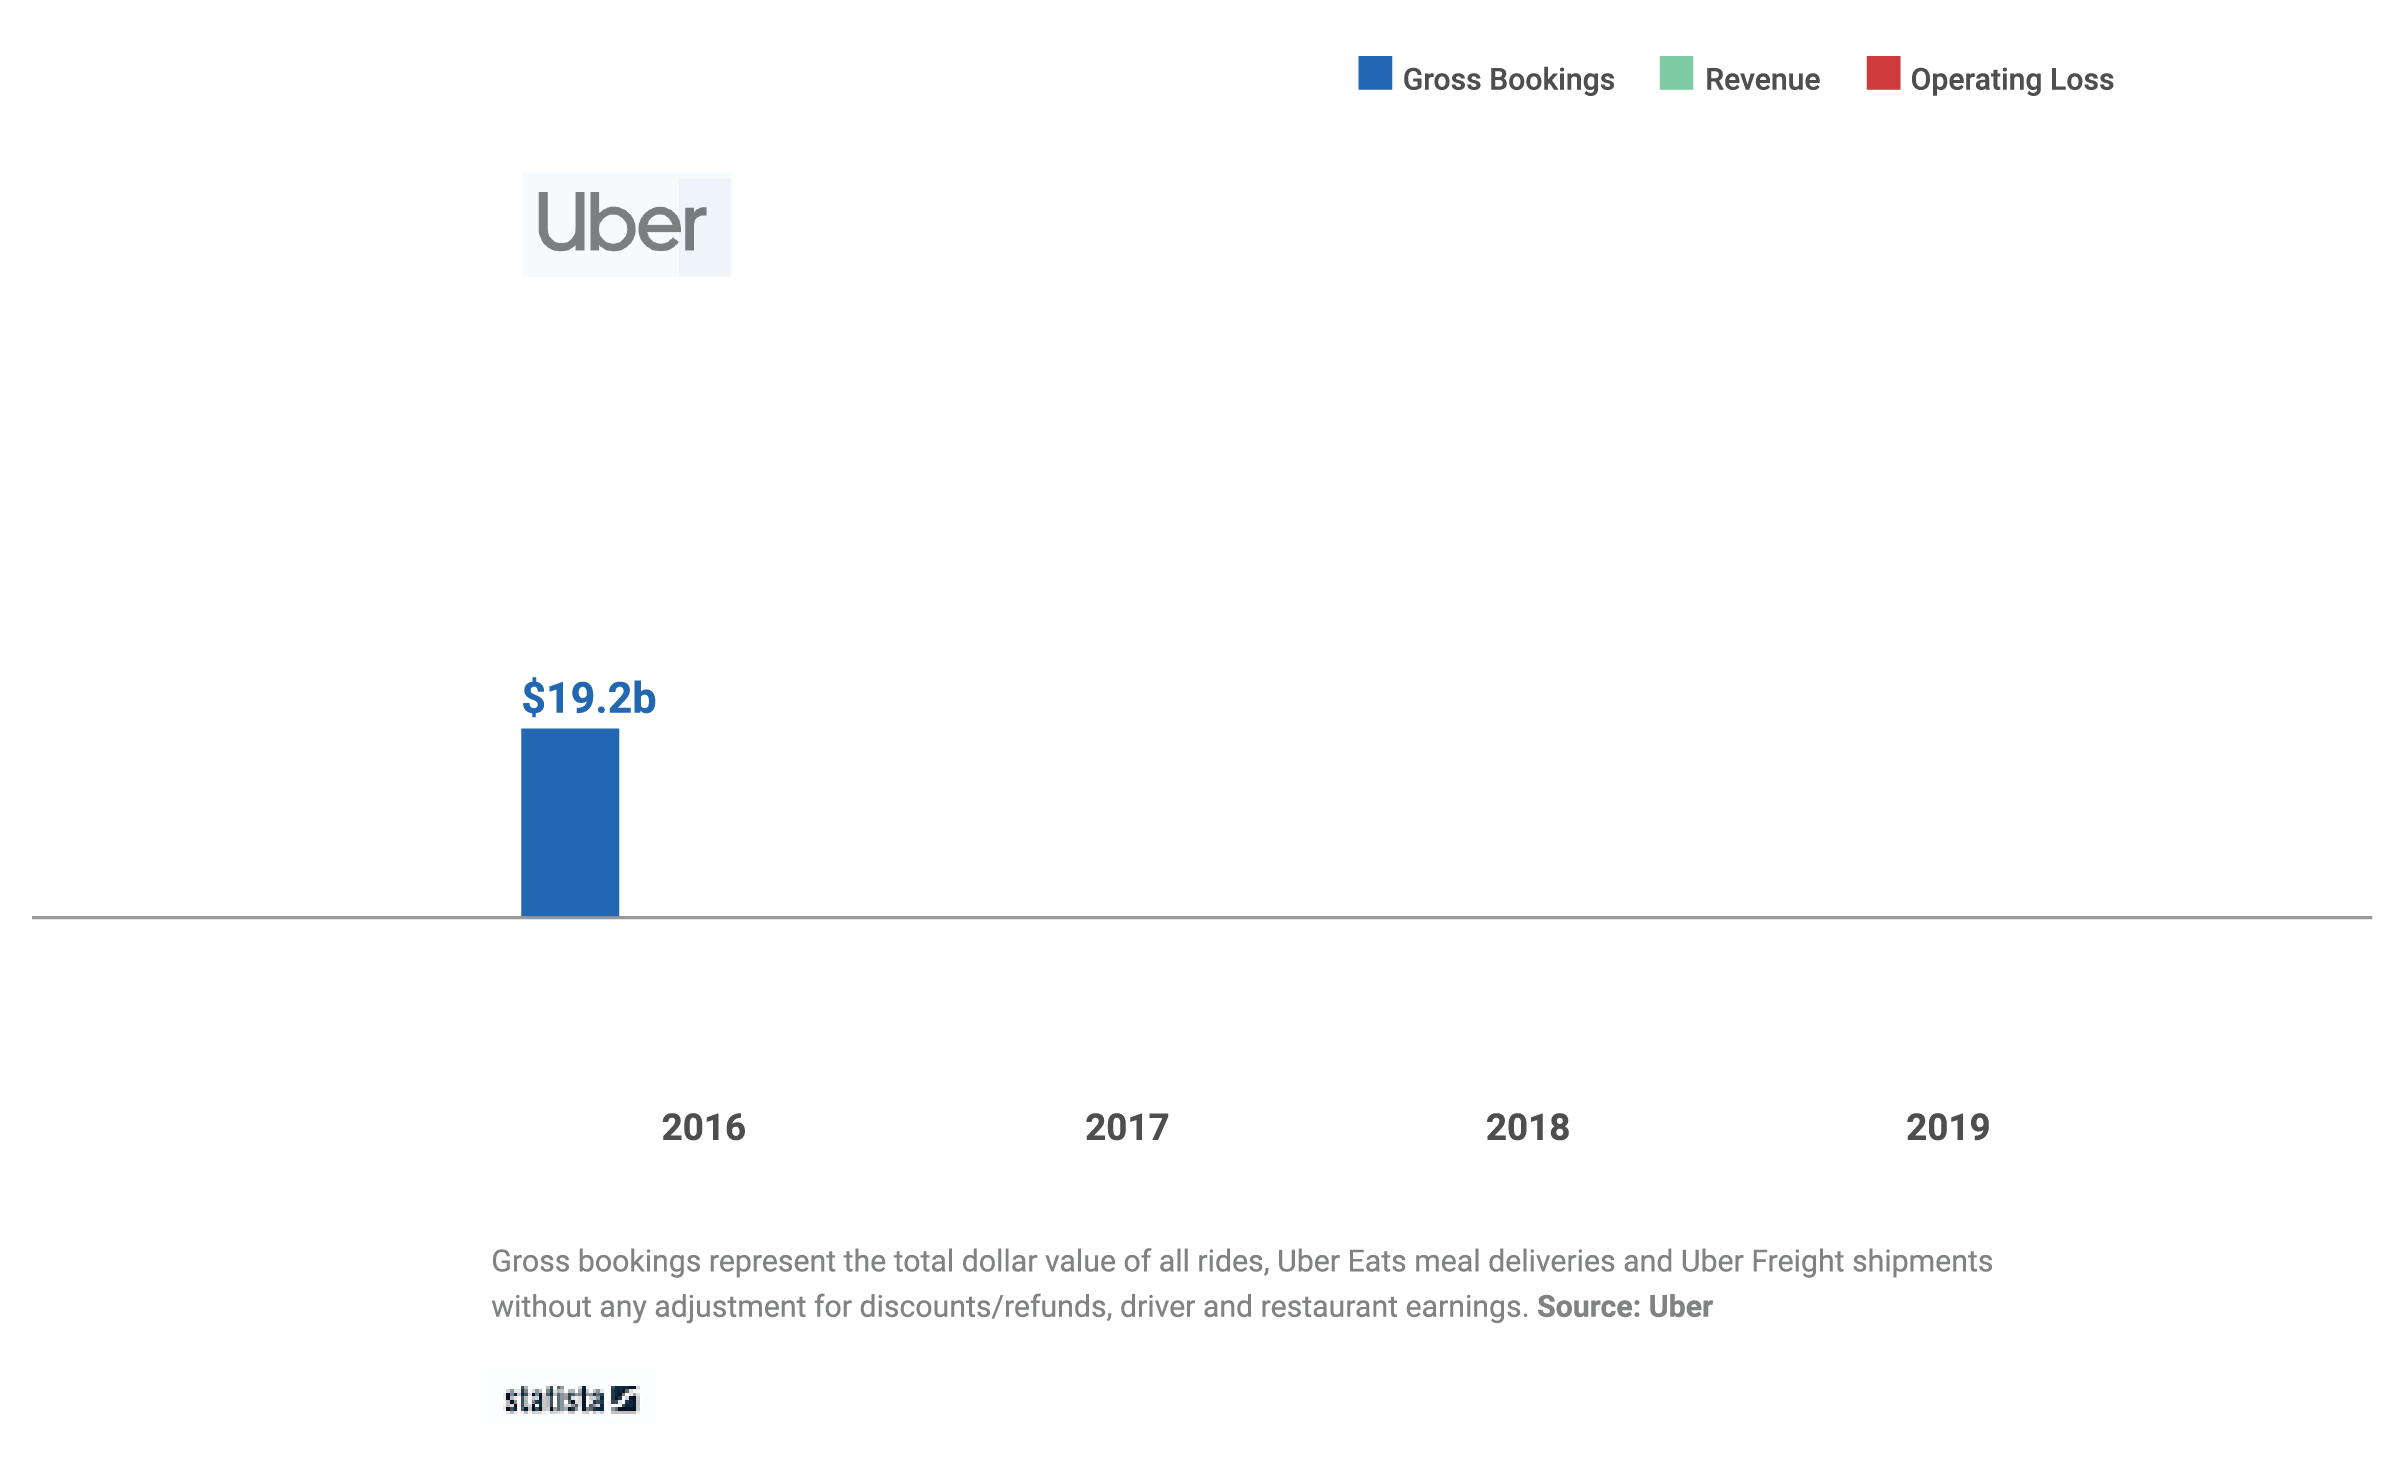 Gross Bookings Revenue Operating Loss
Uber
$19.2b
2016 2017 2018 2019
Gross bookings represent the total dollar value of all rides, Uber Eats meal deliveries and Uber Freight shipments
without any adjustment for discounts/refunds, driver and restaurant earnings. Source: Uber
statista